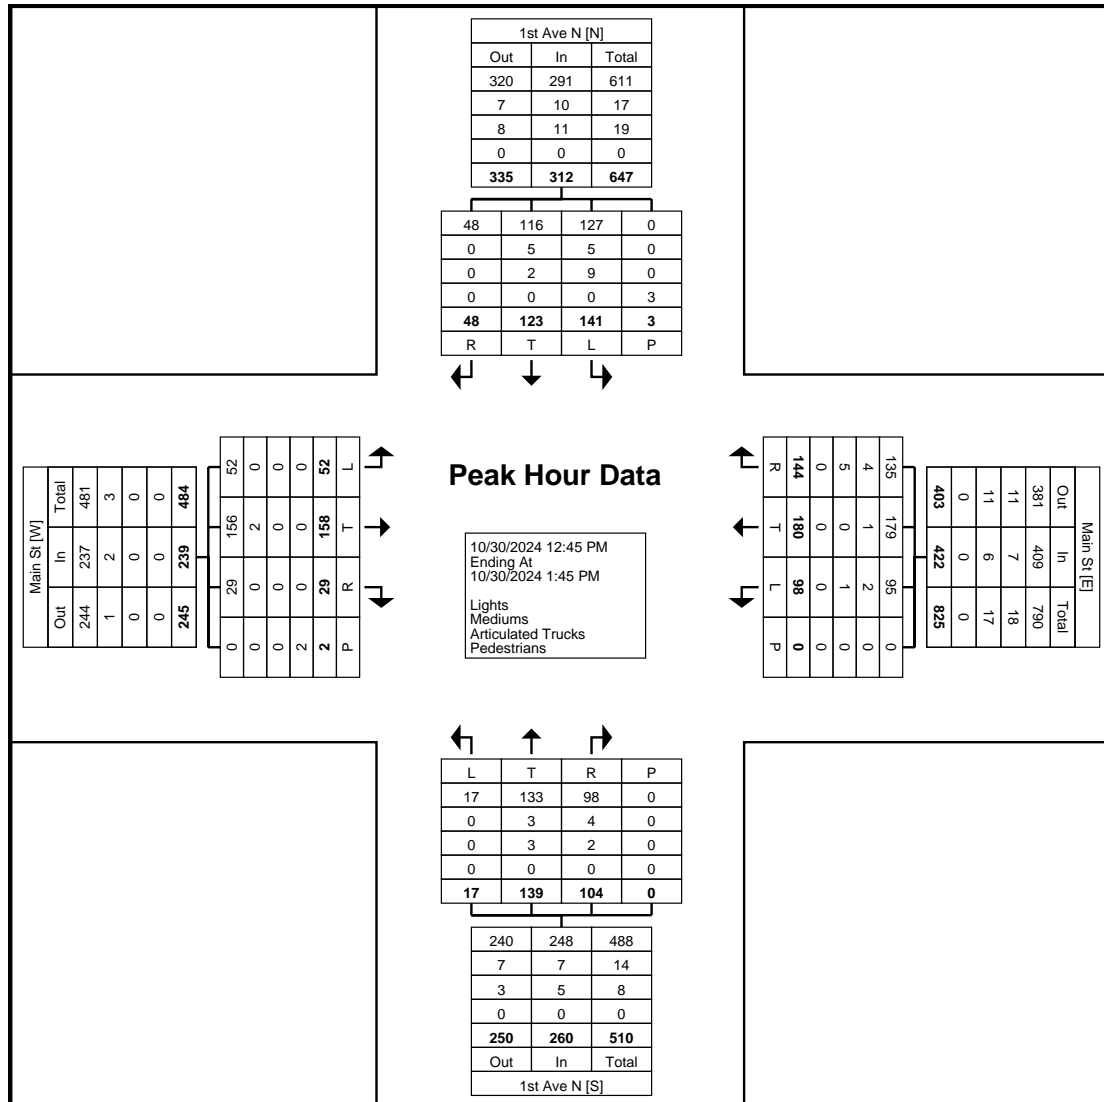 1st Ave N [N]
Out In Total
320 291 611
7 10 17
8 11 19
0 0 0
335 312 647
48 116 127 0
0 5 5 0
0 2 9 0
0 0 0 3
48 123 141 3
R T L P
Main St [W]
Total In Out
481 237 244
3 2 1
0 0 0
0 0 0
484 239 245
52 156 29 0
0 2 0 0
0 0 0 0
0 0 0 2
52 158 29 2
L T R P
Peak Hour Data
10/30/2024 12:45 PM
Ending At
10/30/2024 1:45 PM
Lights
Mediums
Articulated Trucks
Pedestrians
R T L P
144 180 98 0
0 0 0 0
5 0 1 0
4 1 2 0
135 179 95 0
Main St [E]
Out In Total
381 409 790
11 7 18
11 6 17
0 0 0
403 422 825
L T R P
17 133 98 0
0 3 4 0
0 3 2 0
0 0 0 0
17 139 104 0
240 248 488
7 7 14
3 5 8
0 0 0
250 260 510
Out In Total
1st Ave N [S]